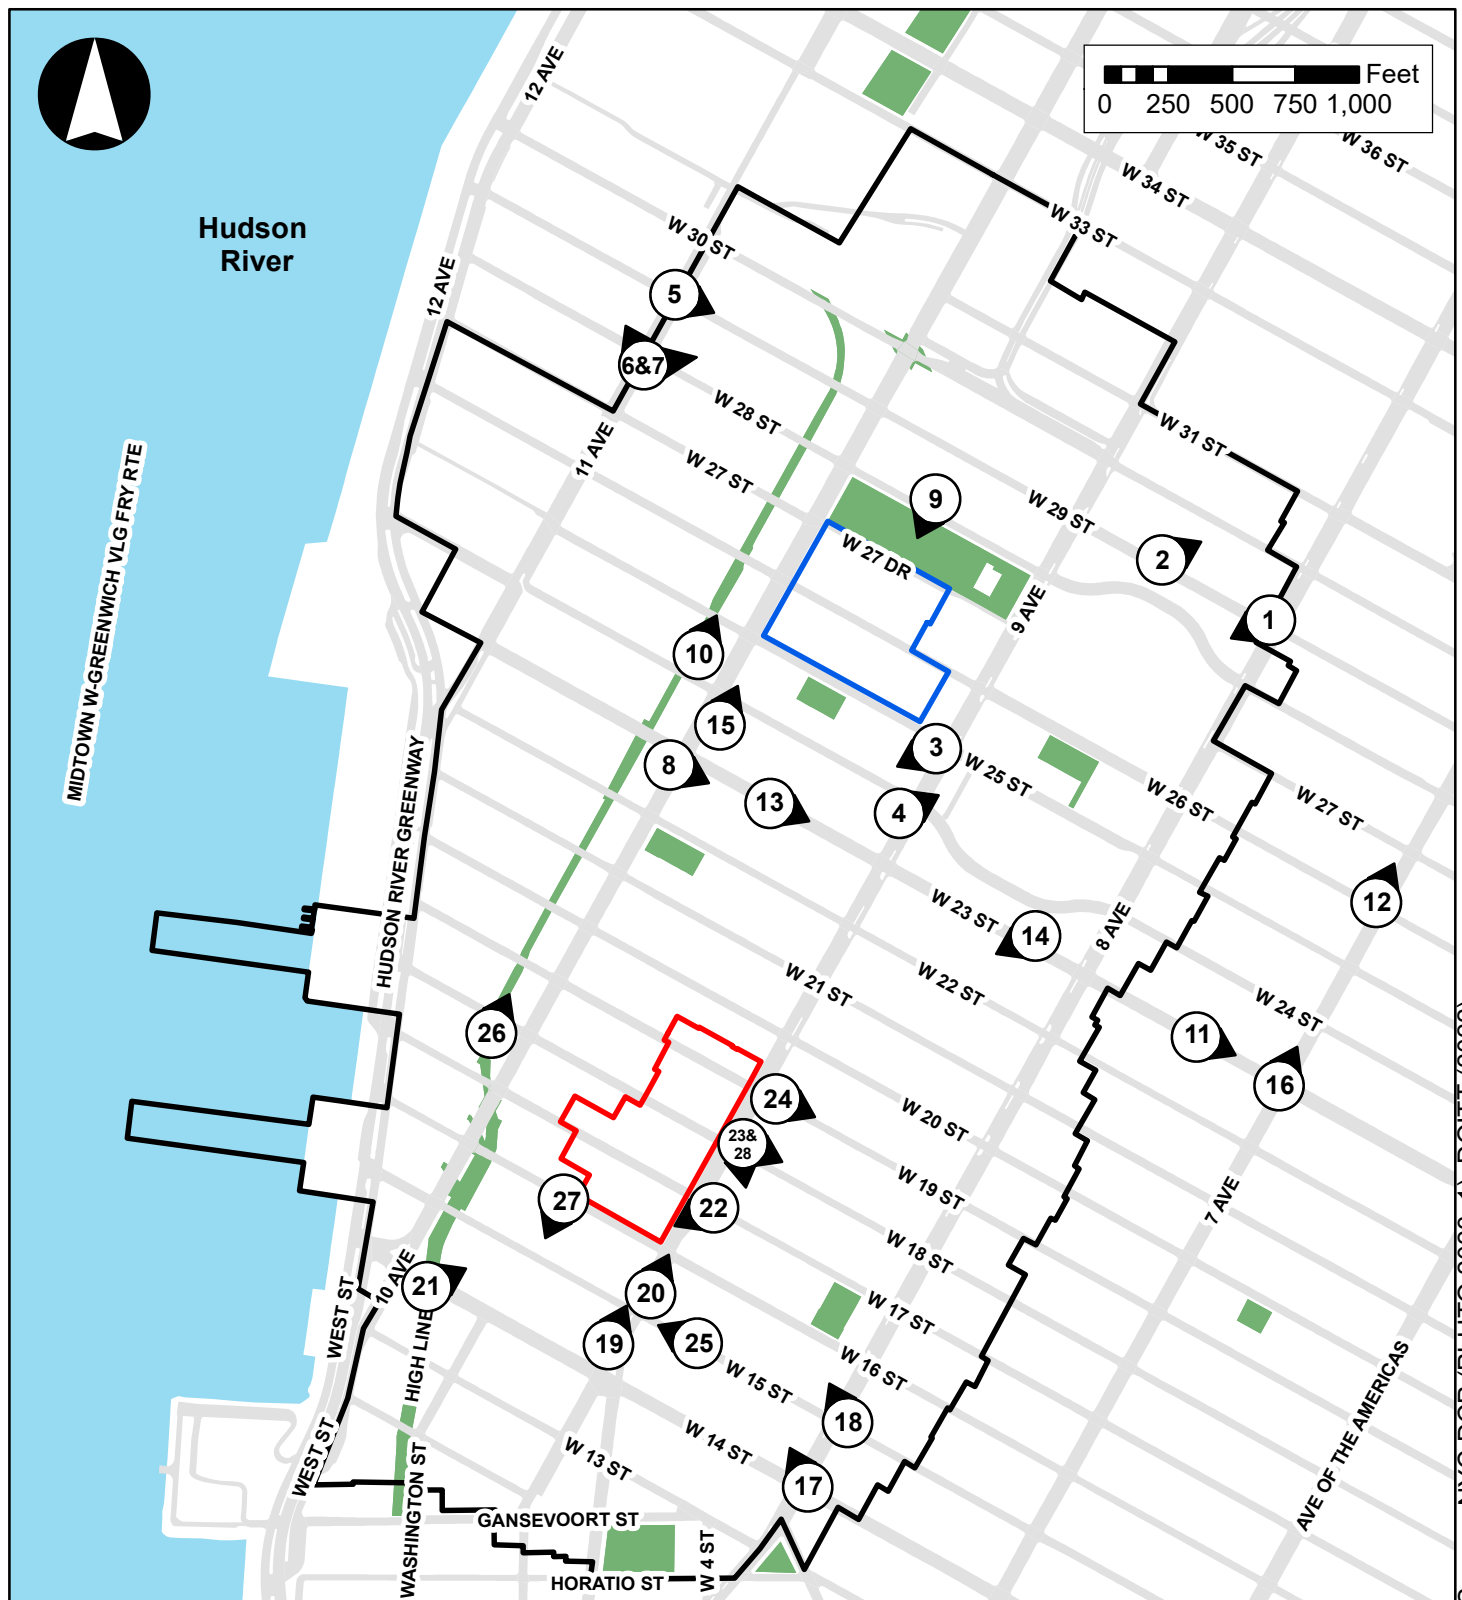 12 AVE
Feet
0 250 500 750 1,000
W 35 ST
W 36 ST
W 34 ST
Hudson
River
W 33 ST
W 30 ST
12 AVE
5
6&7
W 28 ST
11 AVE
W 31 ST
W 27 ST
9
W 29 ST
MIDTOWN W-GREENWICH VLG FRY RTE
W 27 DR
2
9 AVE
1
10
15
3
8
W 25 ST
13
4
W 26 ST
W 27 ST
HUDSON RIVER GREENWAY
12
W 23 ST
14
8 AVE
W 21 ST
W 22 ST
W 24 ST
26
11
16
24
W 20 ST
23&
28
W 19 ST
27
22
7 AVE
W 18 ST
10 AVE
21
20
WEST ST
W 17 ST
19
25
HIGH LINE
W 16 ST
W 15 ST
18
AVE OF THE AMERICAS
W 14 ST
W 13 ST
WEST ST
17
WASHINGTON ST
GANSEVOORT ST
W 4 ST
HORATIO ST